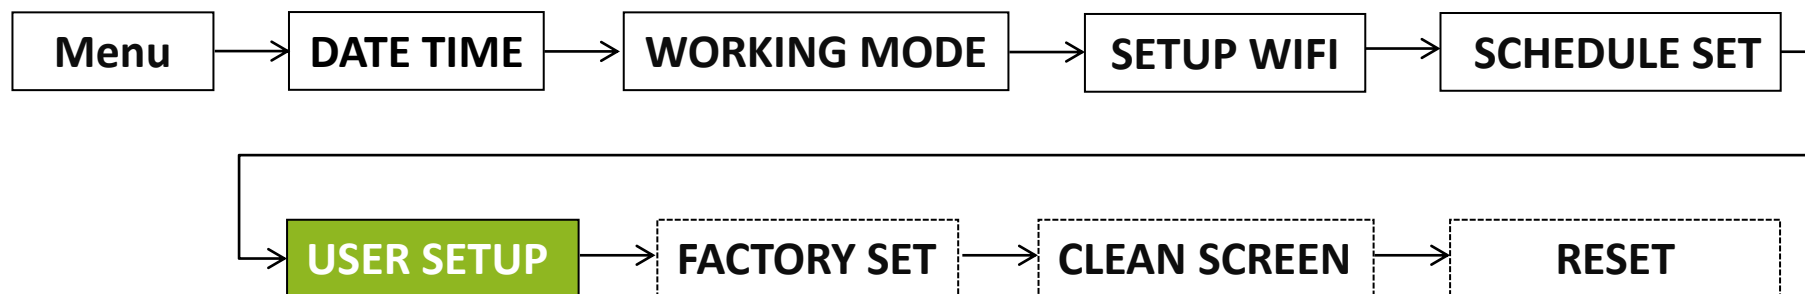 Menu
DATE TIME
WORKING MODE
SETUP WIFI
SCHEDULE SET
USER SETUP
FACTORY SET
CLEAN SCREEN
RESET